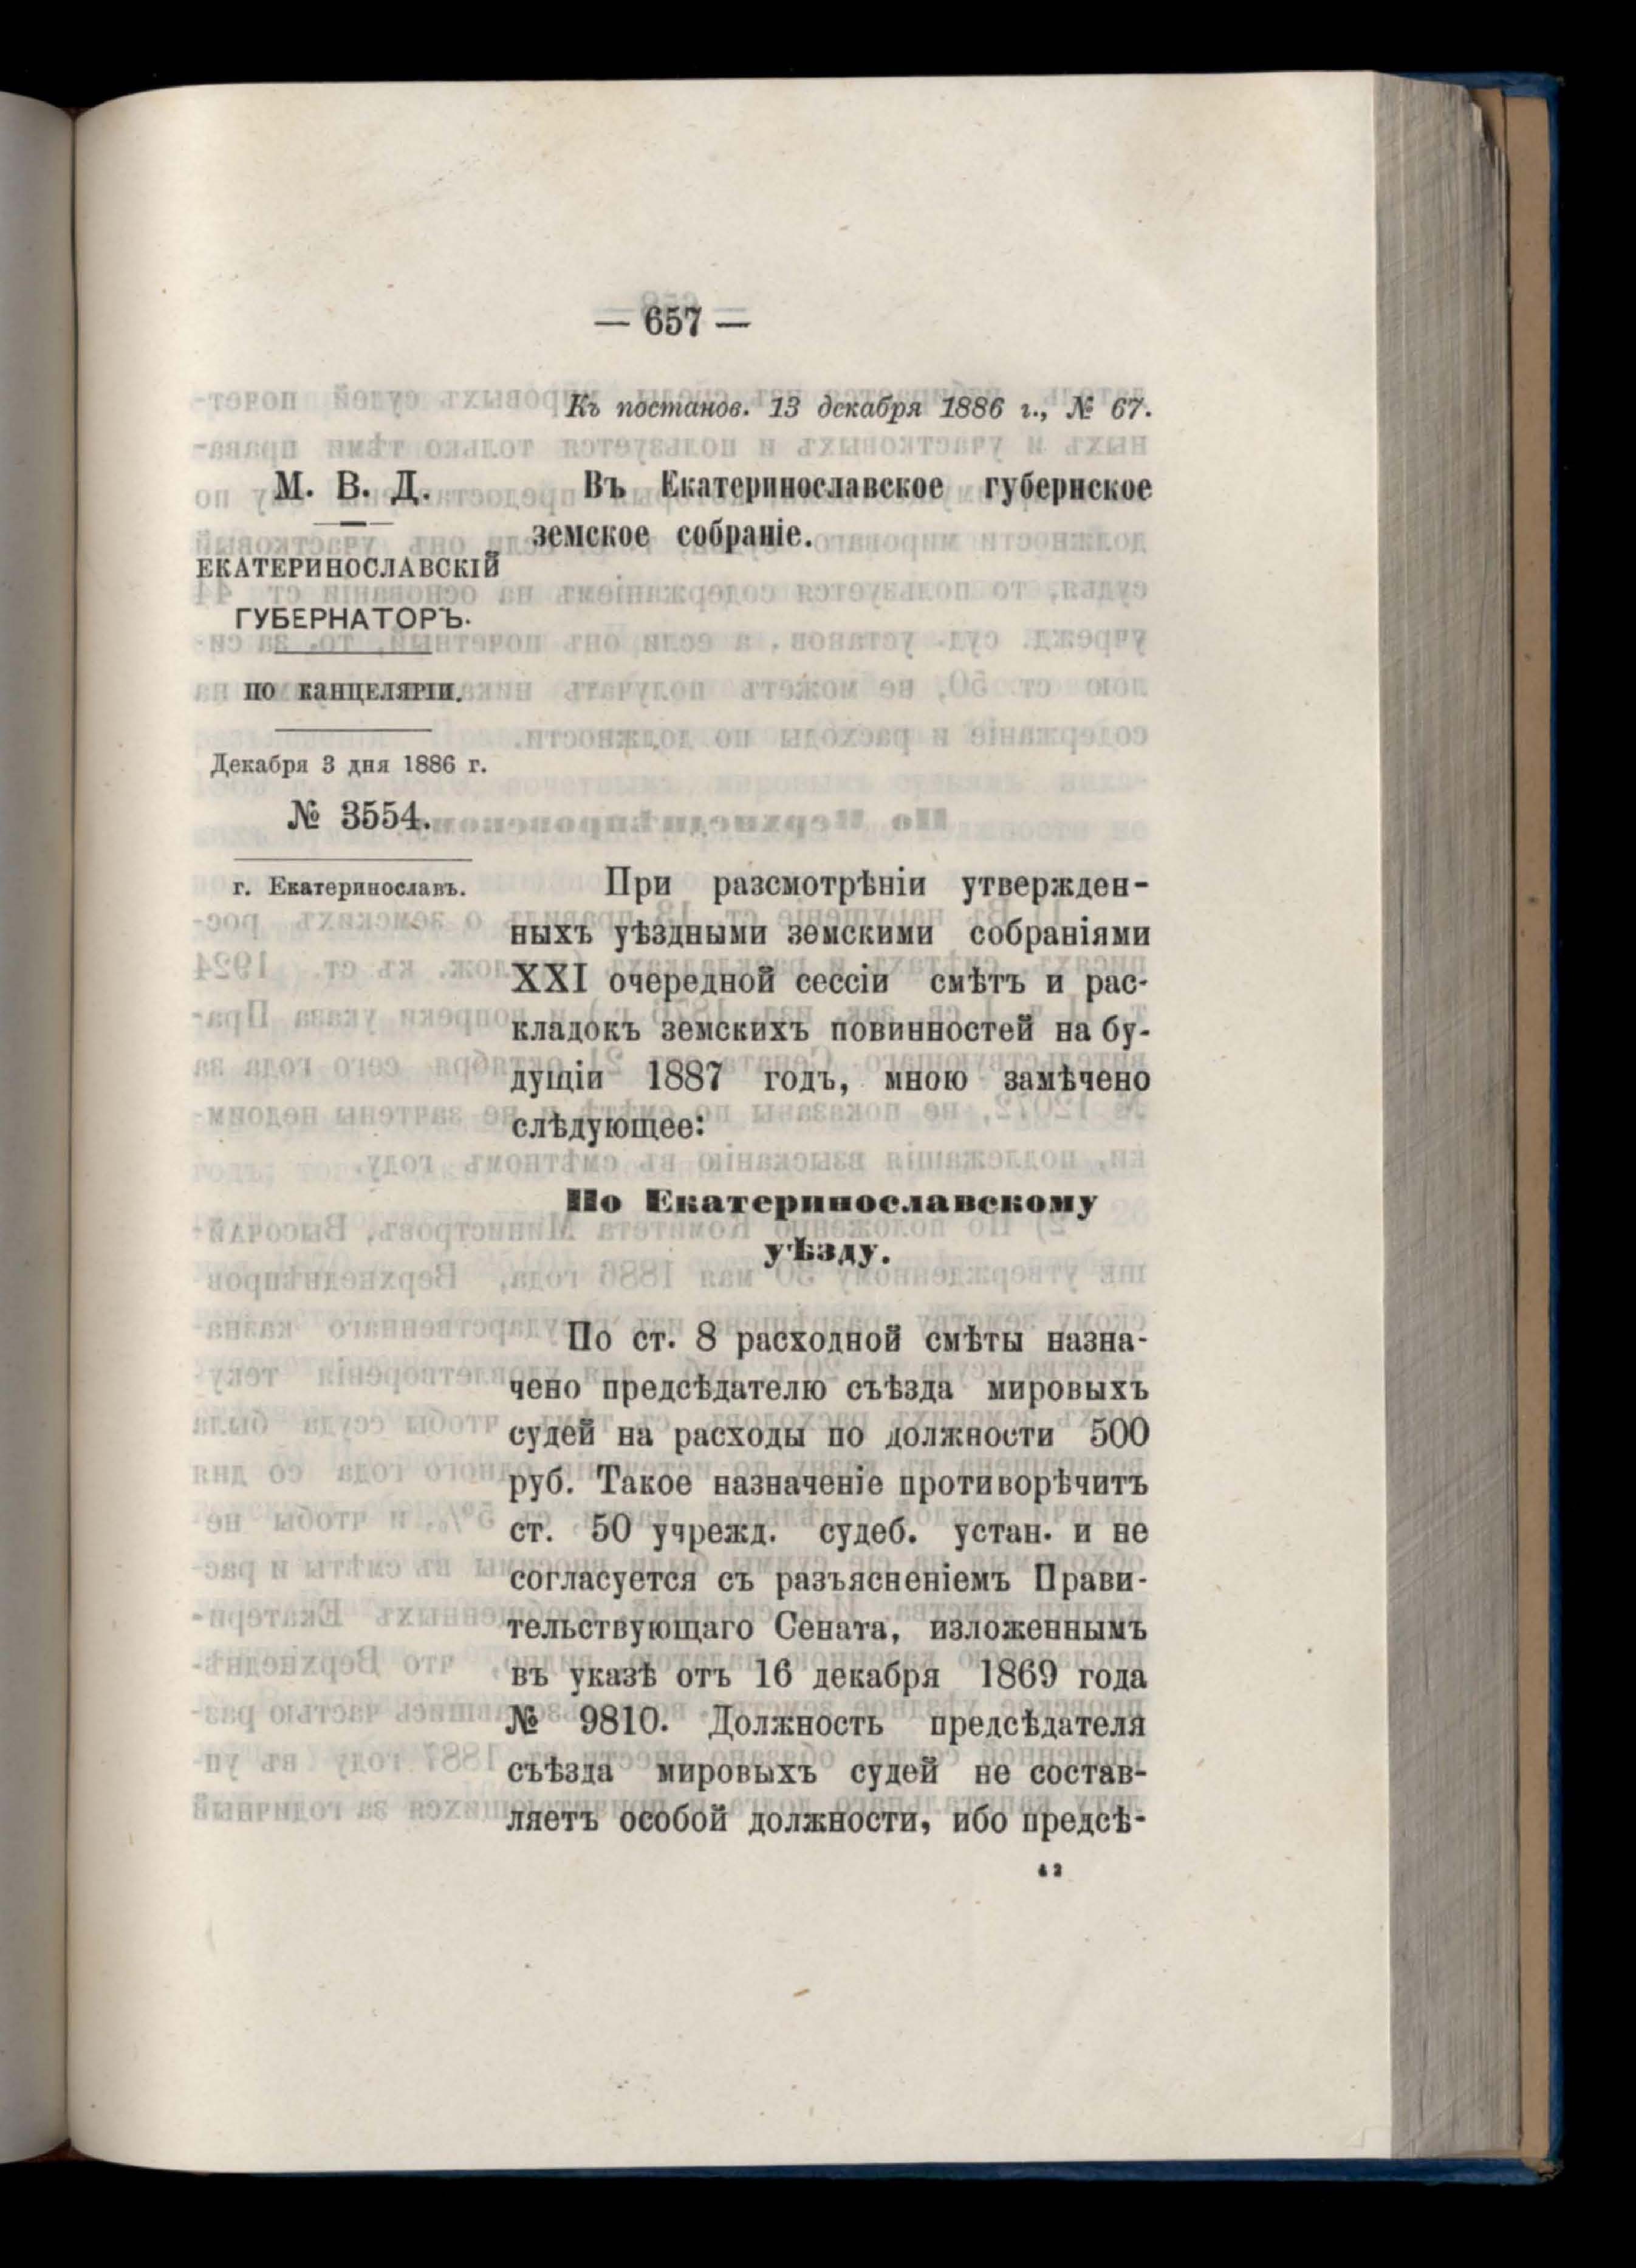 — 657 —
Къ постанов. 13 декабря 1886 г., № 67.
М. В. Д.
ЕКАТЕРИНОСЛАВСКІЙ
ГУБЕРНАТОРЪ.
ПО КАНЦЕЛЯРІИ.
Декабря 3 дня 1886 г.
№ 3554.
г. Екатеринославъ.
Въ Екатеринославское губернское
земское собраніе.
При разсмотрѣніи утвержден-
ныхъ уѣздными земскими собраніями
XXI очередной сессіи смѣтъ и рас-
кладокъ земскихъ повинностей на бу-
дущій 1887 годъ, мною замѣчено
слѣдующее:
По Екатеринославскому
уѣзду.
По ст. 8 расходной смѣты назна-
чено предсѣдателю съѣзда мировыхъ
судей на расходы по должности 500
руб. Такое назначеніе противорѣчитъ
ст. 50 учрежд. судеб. устан. и не
согласуется съ разъясненіемъ Прави-
тельствующаго Сената, изложеннымъ
въ указѣ отъ 16 декабря 1869 года
№ 9810. Должность предсѣдателя
съѣзда мировыхъ судей не состав-
ляетъ особой должности, ибо предсѣ-
42